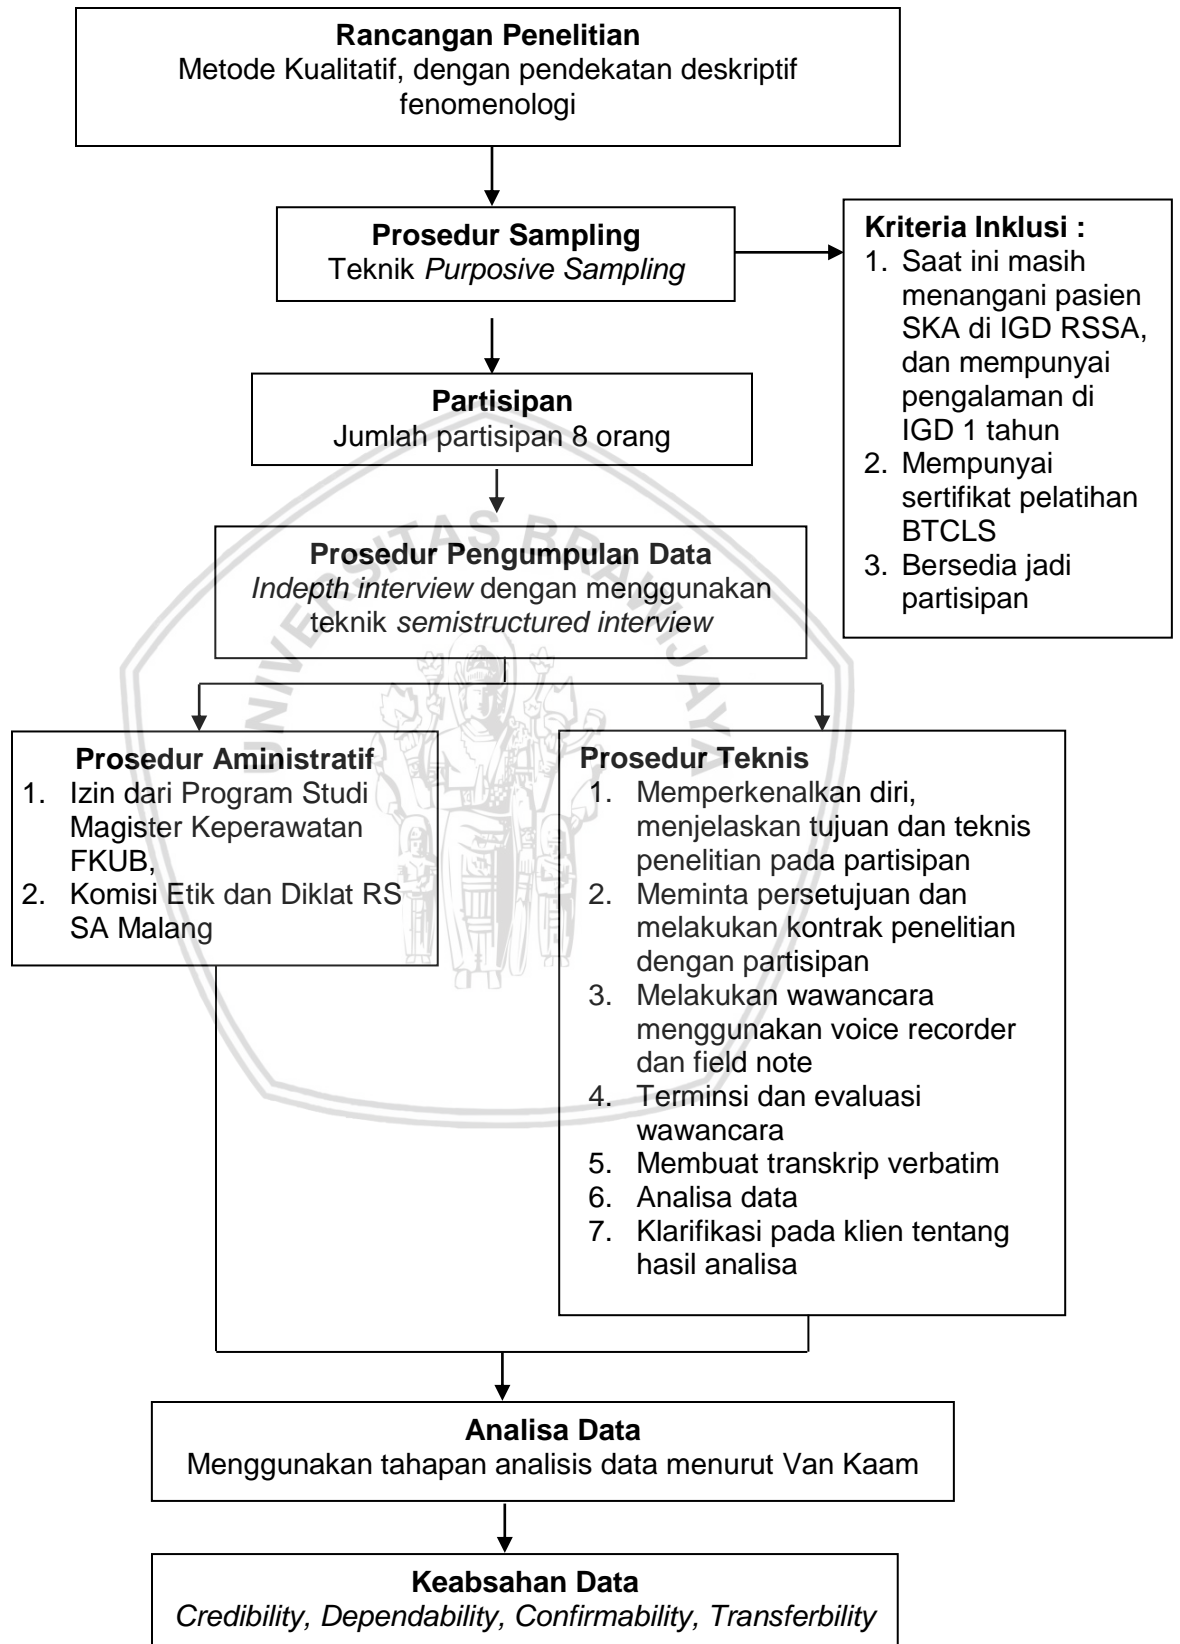 Rancangan Penelitian
Metode Kualitatif, dengan pendekatan deskriptif
fenomenologi
Prosedur Sampling
Teknik Purposive Sampling
Kriteria Inklusi :
1. Saat ini masih
menangani pasien
SKA di IGD RSSA,
dan mempunyai
pengalaman di
IGD 1 tahun
2. Mempunyai
sertifikat pelatihan
BTCLS
3. Bersedia jadi
partisipan
Partisipan
Jumlah partisipan 8 orang
Prosedur Pengumpulan Data
Indepth interview dengan menggunakan
teknik semistructured interview
UNIVERSITAS BRAWIJAYA
Prosedur Aministratif
1. Izin dari Program Studi
Magister Keperawatan
FKUB,
2. Komisi Etik dan Diklat RS
SA Malang
Prosedur Teknis
1. Memperkenalkan diri,
menjelaskan tujuan dan teknis
penelitian pada partisipan
2. Meminta persetujuan dan
melakukan kontrak penelitian
dengan partisipan
3. Melakukan wawancara
menggunakan voice recorder
dan field note
4. Terminsi dan evaluasi
wawancara
5. Membuat transkrip verbatim
6. Analisa data
7. Klarifikasi pada klien tentang
hasil analisa
Analisa Data
Menggunakan tahapan analisis data menurut Van Kaam
Keabsahan Data
Credibility, Dependability, Confirmability, Transferbility